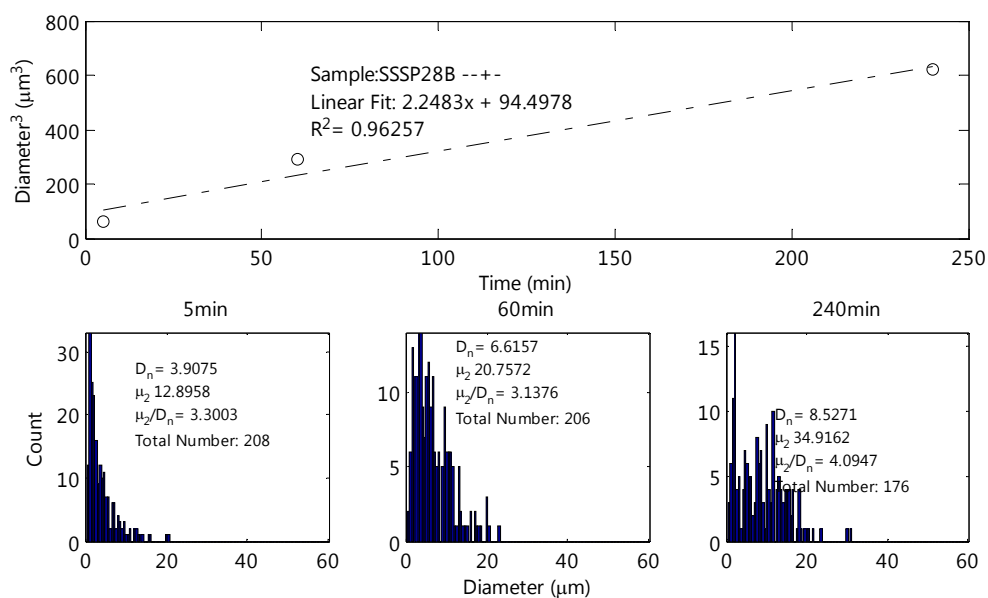 800
600
400
200
0
Diameter³ (μm³)
Sample:SSSP28B --+-
Linear Fit: 2.2483x + 94.4978
R²= 0.96257
0 50 100 150 200 250
Time (min)
5min
60min
240min
30
20
10
0
Count
Dₙ= 3.9075
μ₂ 12.8958
μ₂/Dₙ= 3.3003
Total Number: 208
0 20 40 60
10
5
0
Dₙ= 6.6157
μ₂ 20.7572
μ₂/Dₙ= 3.1376
Total Number: 206
0 20 40 60
15
10
5
0
Dₙ= 8.5271
μ₂ 34.9162
μ₂/Dₙ= 4.0947
Total Number: 176
0 20 40 60
Diameter (μm)